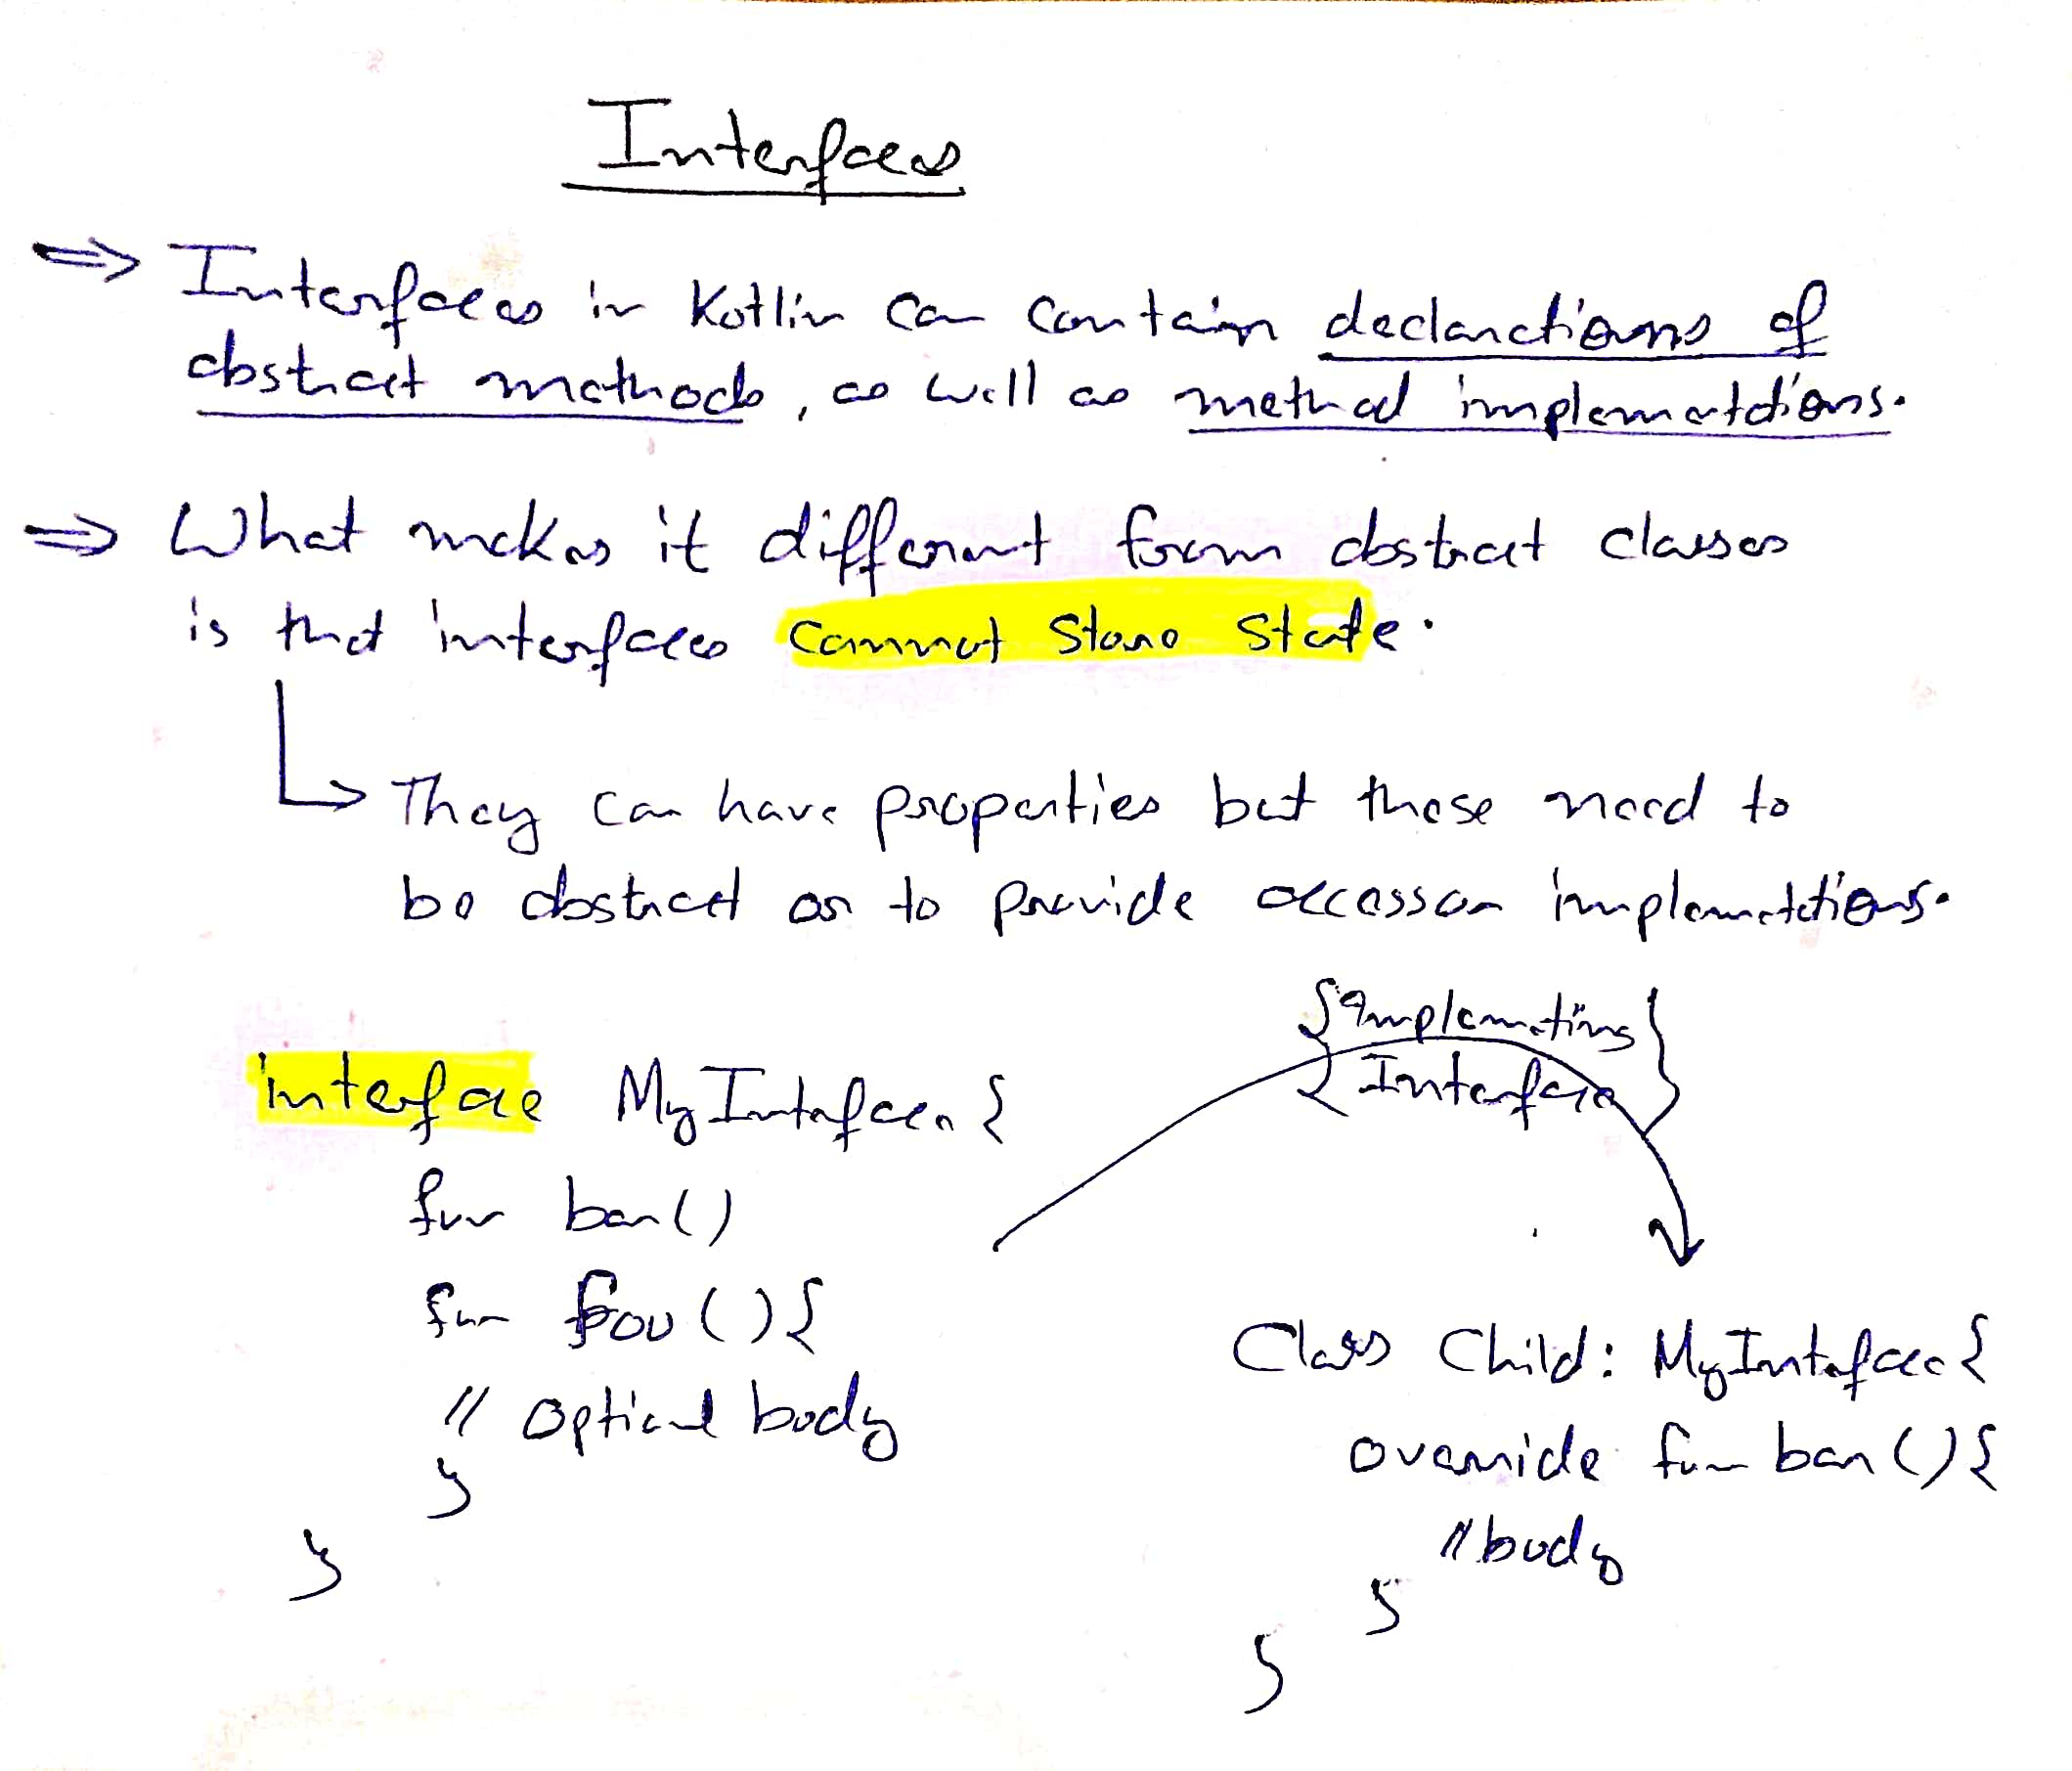 Interfaces
⇒ Interfaces in Kotlin can contain declarations of
abstract methods, as well as method implementations.
⇒ What makes it different form abstract classes
is that interfaces cannot store state.
They can have properties but these need to
be abstract or to provide accessor implementations.
{Implementing
Interface}
interface MyInterface {
fun bar()
fun foo(){
// optional body
}
}
Class Child: MyInterface{
override fun bar(){
//body
}
}